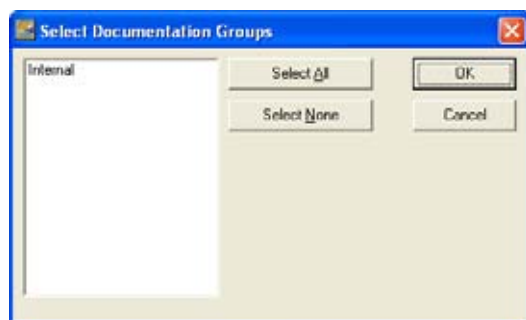 Select Documentation Groups
Internal
Select All
OK
Select None
Cancel